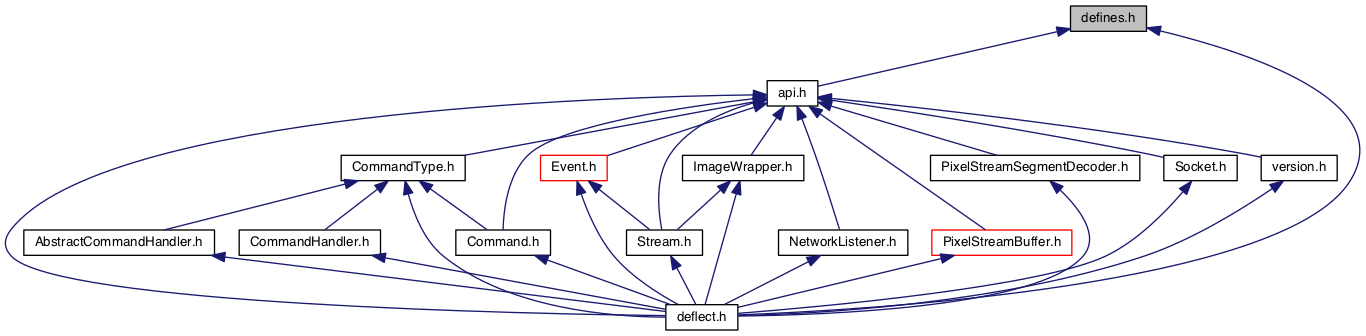 defines.h
api.h
CommandType.h
Event.h
ImageWrapper.h
PixelStreamSegmentDecoder.h
Socket.h
version.h
AbstractCommandHandler.h
CommandHandler.h
Command.h
Stream.h
NetworkListener.h
PixelStreamBuffer.h
deflect.h